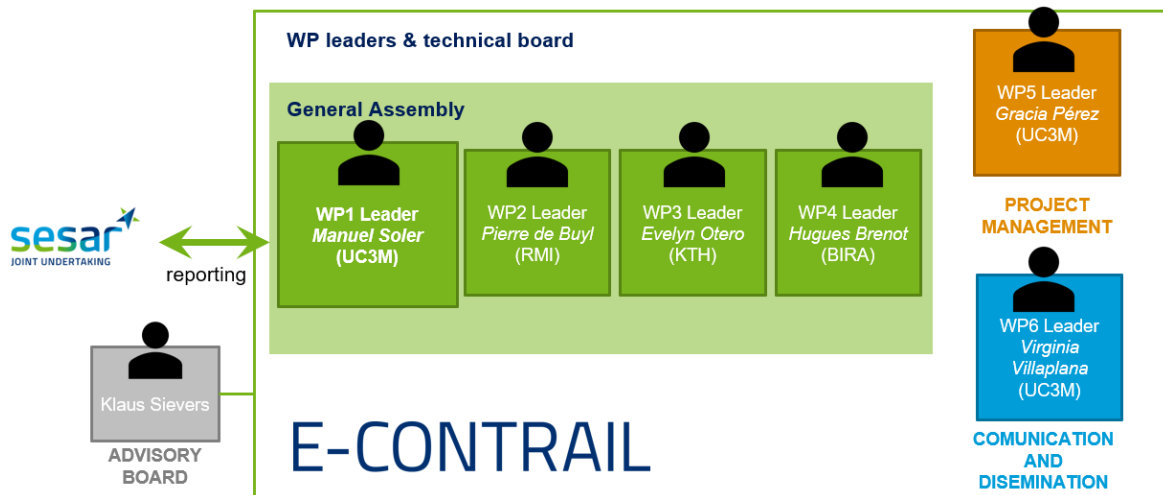 WP leaders & technical board
General Assembly
WP1 Leader
Manuel Soler
(UC3M)
WP2 Leader
Pierre de Buyl
(RMI)
WP3 Leader
Evelyn Otero
(KTH)
WP4 Leader
Hugues Brenot
(BIRA)
WP5 Leader
Gracia Pérez
(UC3M)
PROJECT
MANAGEMENT
sesar
JOINT UNDERTAKING
reporting
WP6 Leader
Virginia
Villaplana
(UC3M)
COMUNICATION
AND
DISEMINATION
Klaus Sievers
ADVISORY
BOARD
E-CONTRAIL